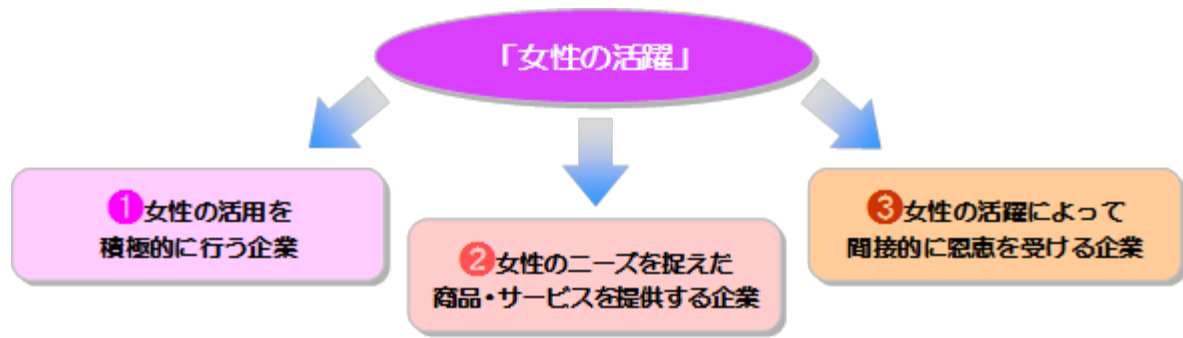 「女性の活躍」
❶女性の活用を
積極的に行う企業
❷女性のニーズを捉えた
商品・サービスを提供する企業
❸女性の活躍によって
間接的に恩恵を受ける企業